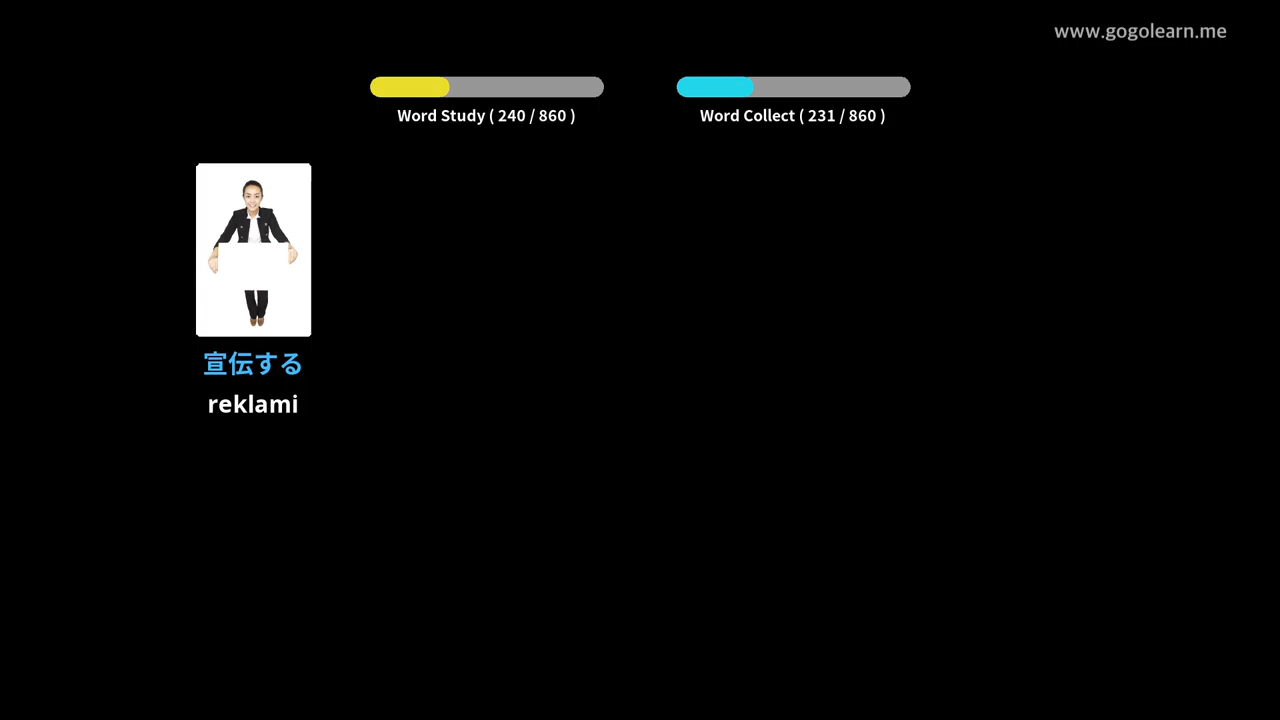 www.gogolearn.me
Word Study ( 240 / 860 )
Word Collect ( 231 / 860 )
宣伝する
reklami